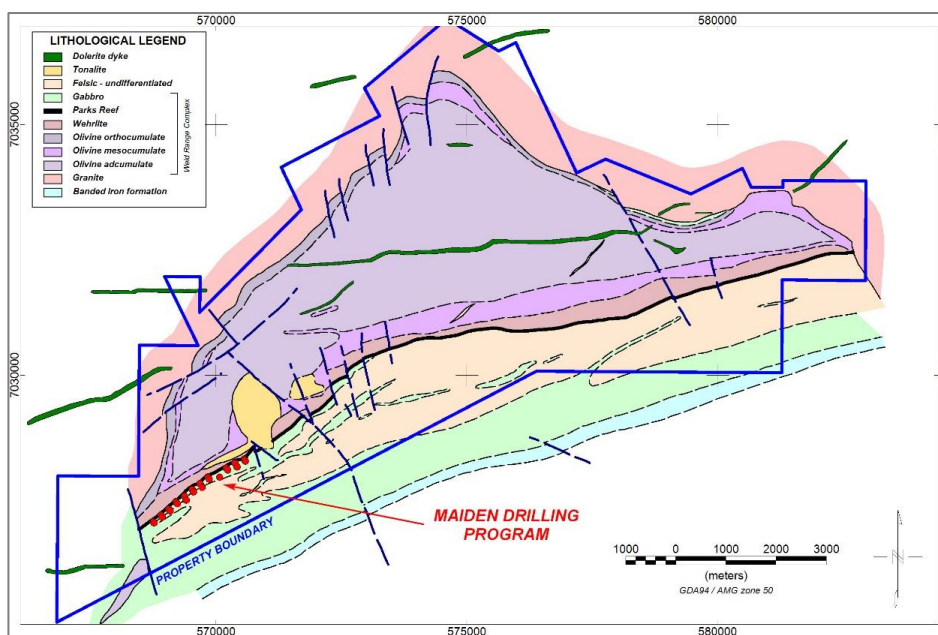 570000
575000
580000
LITHOLOGICAL LEGEND
Dolerite dyke
Tonalite
Felsic - undifferentiated
Gabbro
Parks Reef
Wehrlite
Olivine orthocumulate
Olivine mesocumulate
Olivine adcumulate
Granite
Banded Iron formation
Weld Range Complex
7035000
7035000
7030000
7030000
MAIDEN DRILLING
PROGRAM
PROPERTY BOUNDARY
1000 0 1000 2000 3000
(meters)
GDA94 / AMG zone 50
N
570000
575000
580000